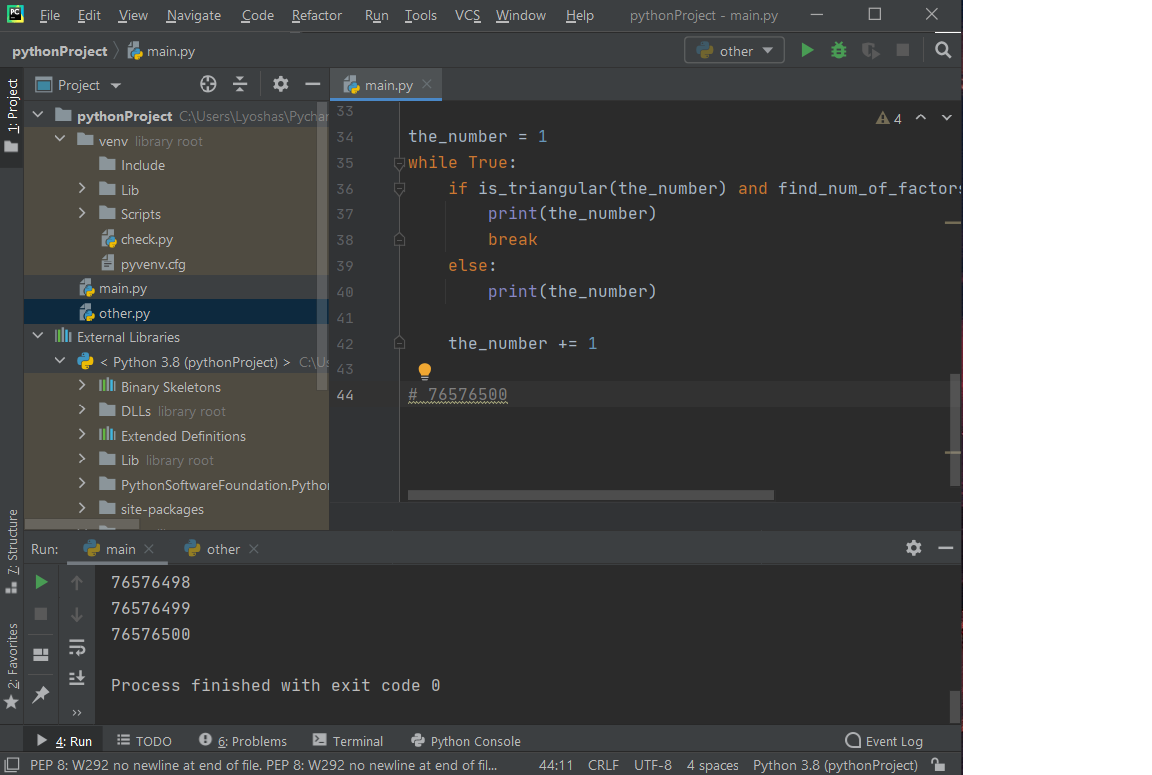 PC File Edit View Navigate Code Refactor Run Tools VCS Window Help pythonProject - main.py
pythonProject main.py other
1: Project
Project main.py
pythonProject C:\Users\Lyoshas\Pychar
venv library root
Include
Lib
Scripts
check.py
pyvenv.cfg
main.py
other.py
External Libraries
< Python 3.8 (pythonProject) > C:\Us
Binary Skeletons
DLLs library root
Extended Definitions
Lib library root
PythonSoftwareFoundation.Python
site-packages
4
33
34 the_number = 1
35 while True:
36 if is_triangular(the_number) and find_num_of_factors
37 print(the_number)
38 break
39 else:
40 print(the_number)
41
42 the_number += 1
43
44 # 76576500
7: Structure
2: Favorites
Run: main other
76576498
76576499
76576500
Process finished with exit code 0
4: Run TODO 6: Problems Terminal Python Console Event Log
PEP 8: W292 no newline at end of file. PEP 8: W292 no newline at end of fil... 44:11 CRLF UTF-8 4 spaces Python 3.8 (pythonProject)